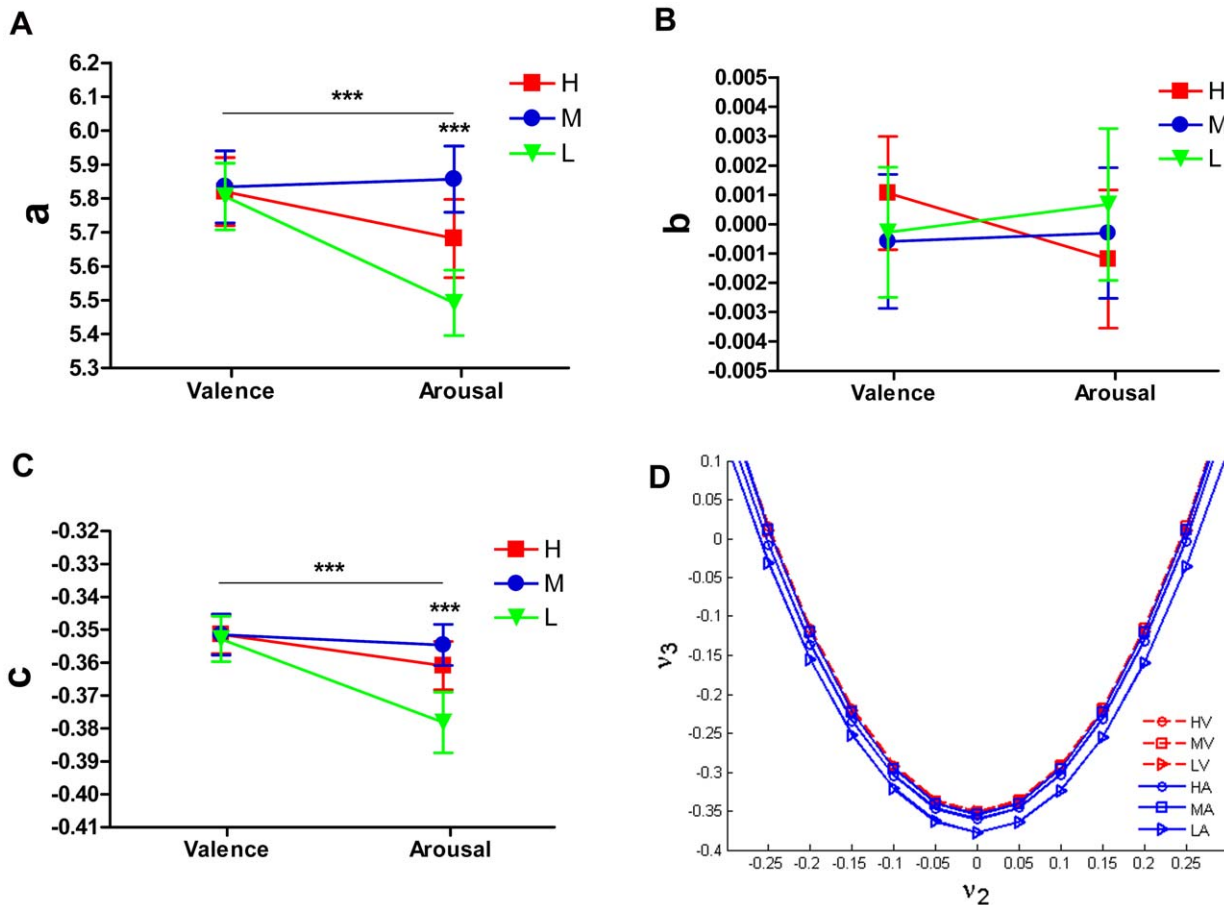 A
a
6.2
6.1
6.0
5.9
5.8
5.7
5.6
5.5
5.4
5.3
***
***
H
M
L
Valence Arousal
B
b
0.005
0.004
0.003
0.002
0.001
0.000
-0.001
-0.002
-0.003
-0.004
-0.005
H
M
L
Valence Arousal
C
c
-0.32
-0.33
-0.34
-0.35
-0.36
-0.37
-0.38
-0.39
-0.40
-0.41
***
***
H
M
L
Valence Arousal
D
ν3
0.1
0.05
0
-0.05
-0.1
-0.15
-0.2
-0.25
-0.3
-0.35
-0.4
HV
MV
LV
HA
MA
LA
-0.25 -0.2 -0.15 -0.1 -0.05 0 0.05 0.1 0.15 0.2 0.25
ν2